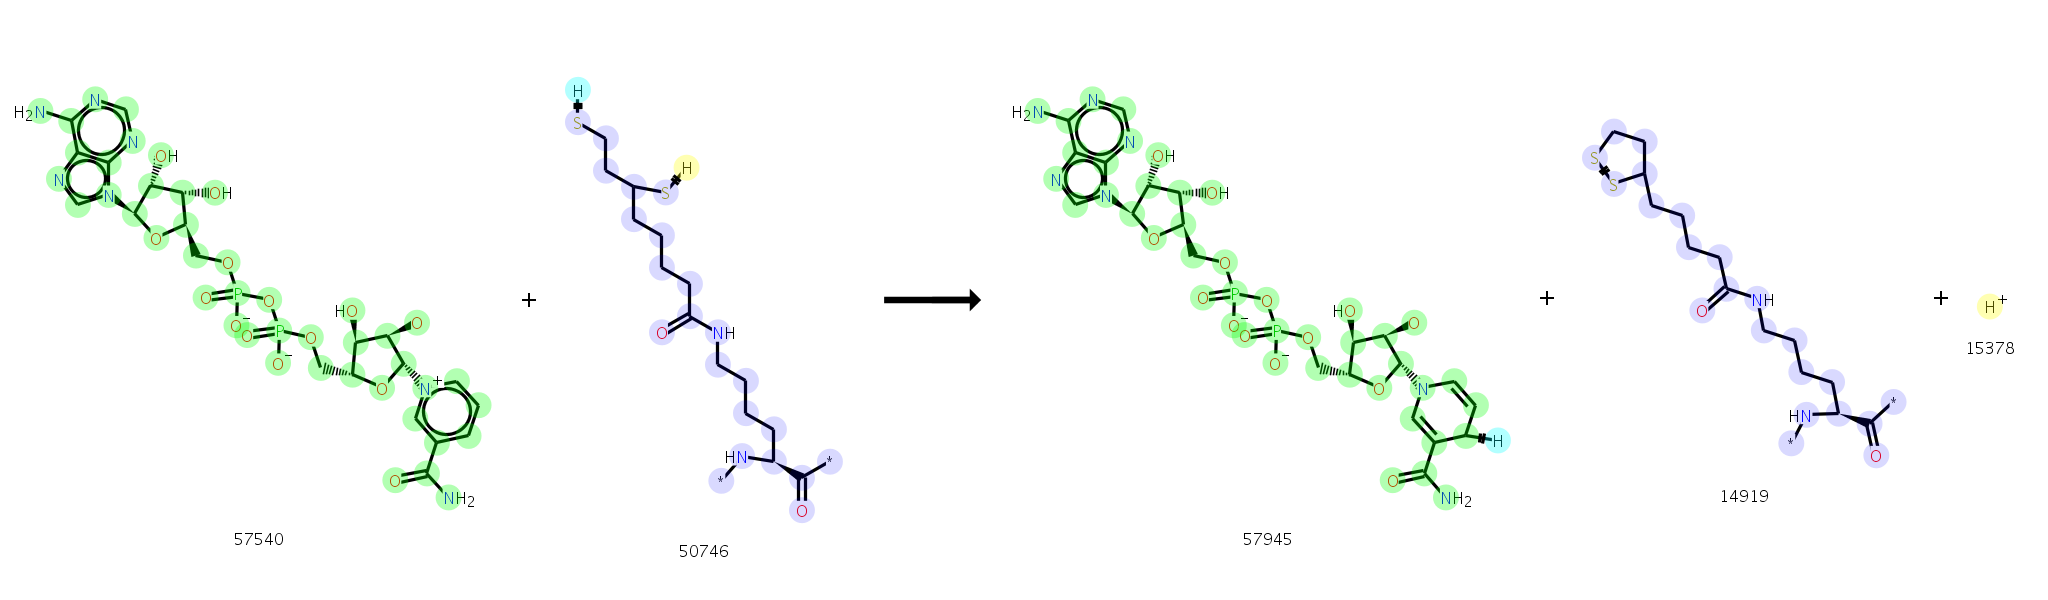 H2N
N
N
N
N
OH
OH
O
O
O
P
O
O−
O
P
O
O−
HO
O
O
N+
O
NH2
57540
+
H
S
H
S
O
NH
HN
*
*
O
50746
H2N
N
N
N
N
OH
OH
O
O
O
P
O
O−
O
P
O
O−
HO
O
O
N
H
O
NH2
57945
+
S
S
O
NH
HN
*
*
O
14919
+
H+
15378